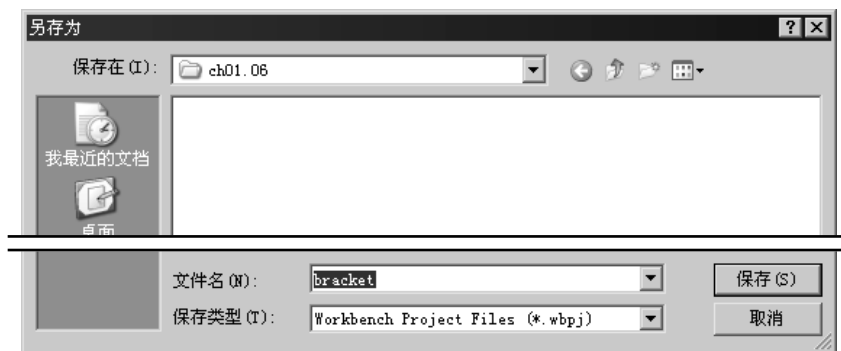 另存为
保存在(I):
ch01.06
我最近的文档
桌面
文件名(N):
bracket
保存(S)
保存类型(T):
Workbench Project Files (*.wbpj)
取消